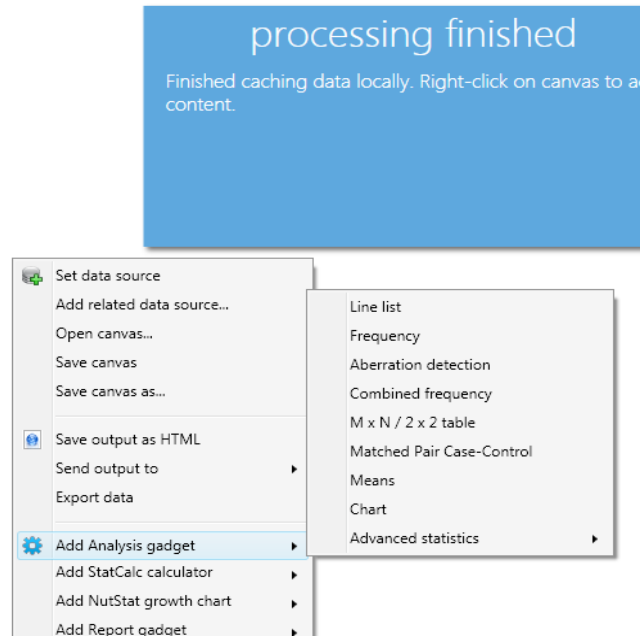 processing finished
Finished caching data locally. Right-click on canvas to
content.
Set data source
Add related data source...
Open canvas...
Save canvas
Save canvas as...
Save output as HTML
Send output to
Export data
Add Analysis gadget
Add StatCalc calculator
Add NutStat growth chart
Add Report gadget
Line list
Frequency
Aberration detection
Combined frequency
M x N / 2 x 2 table
Matched Pair Case-Control
Means
Chart
Advanced statistics